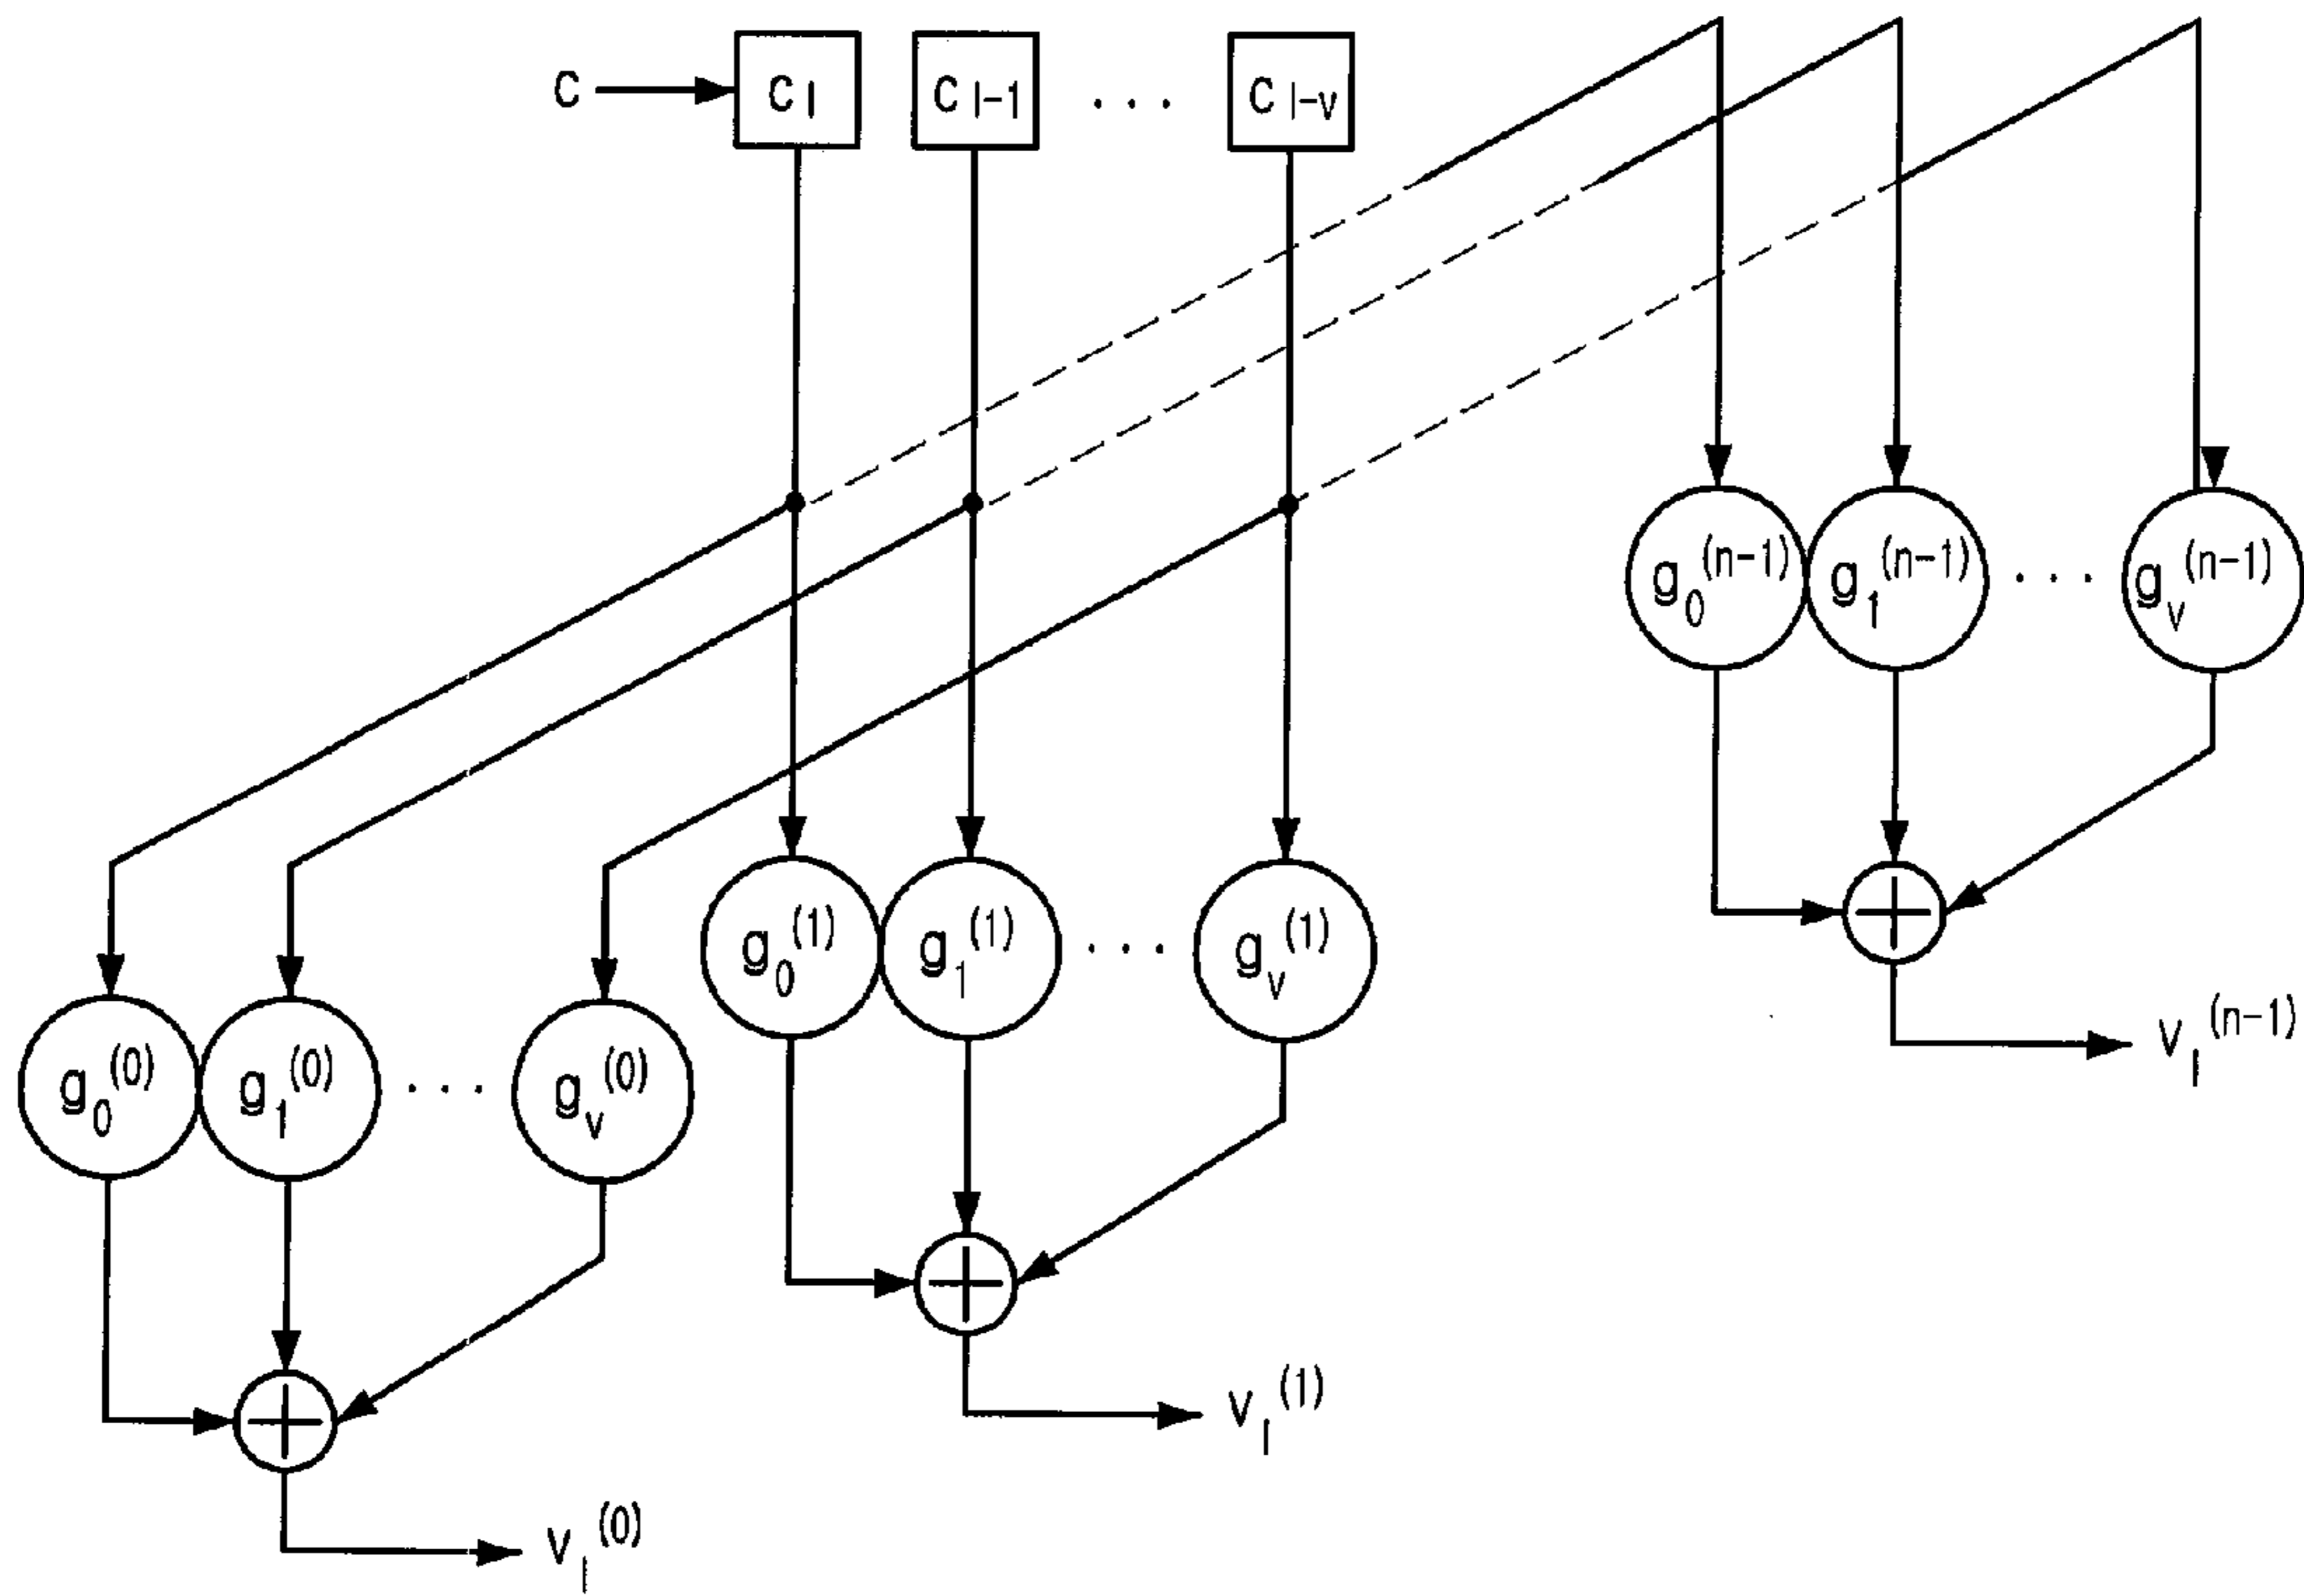 C c l c l-1 ... c l-v
g 0 (n-1) g 1 (n-1) ... g v (n-1)
g 0 (1) g 1 (1) ... g v (1)
g 0 (0) g 1 (0) ... g v (0)
v l (n-1)
v l (1)
v l (0)